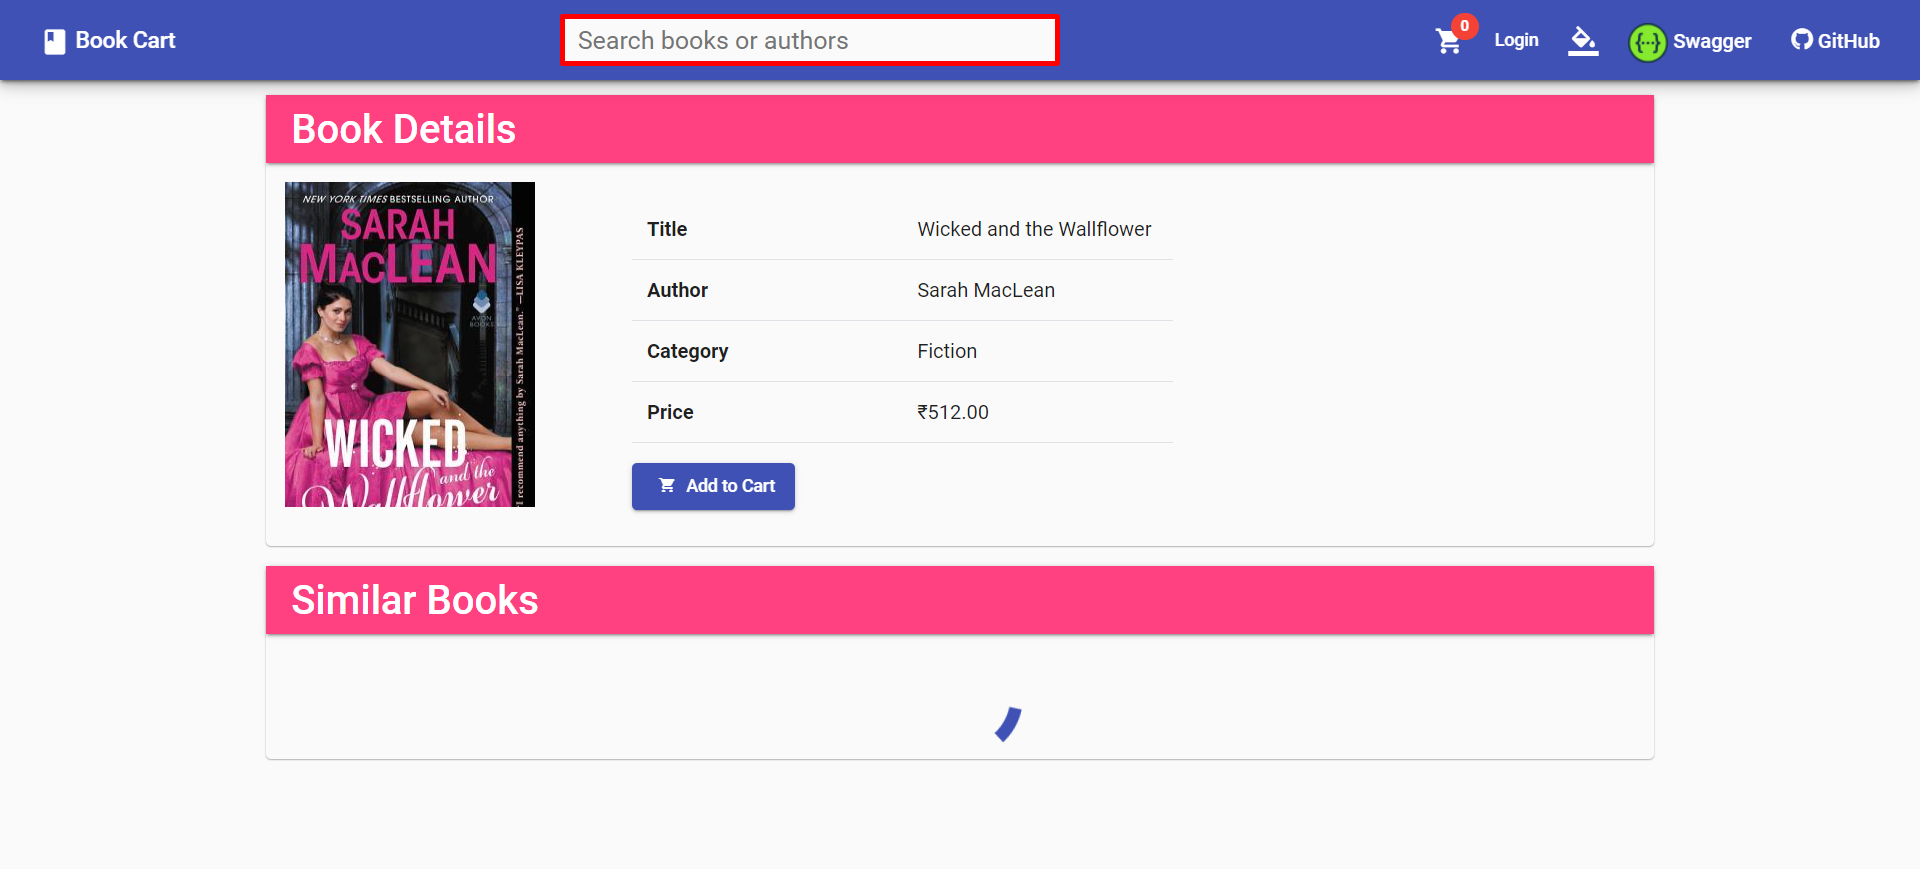 Book Cart
Search books or authors
0
Login
Swagger
GitHub
Book Details
NEW YORK TIMES BESTSELLING AUTHOR
SARAH
MACLEAN
AVON
BOOKS
WICKED
and the
Wallflower
"I recommend anything by Sarah MacLean." —LISA KLEYPAS
Title Wicked and the Wallflower
Author Sarah MacLean
Category Fiction
Price ₹512.00
Add to Cart
Similar Books